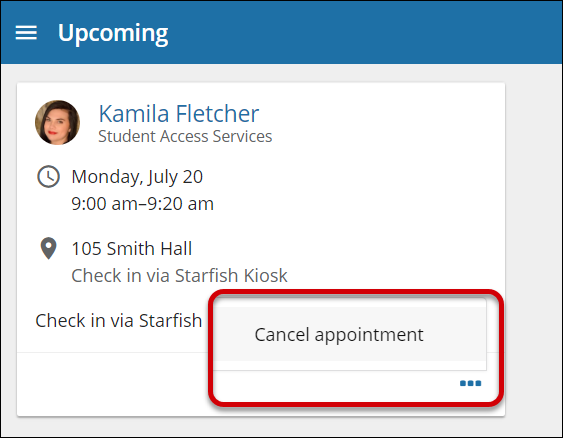 Upcoming
Kamila Fletcher
Student Access Services
Monday, July 20
9:00 am–9:20 am
105 Smith Hall
Check in via Starfish Kiosk
Check in via Starfish
Cancel appointment